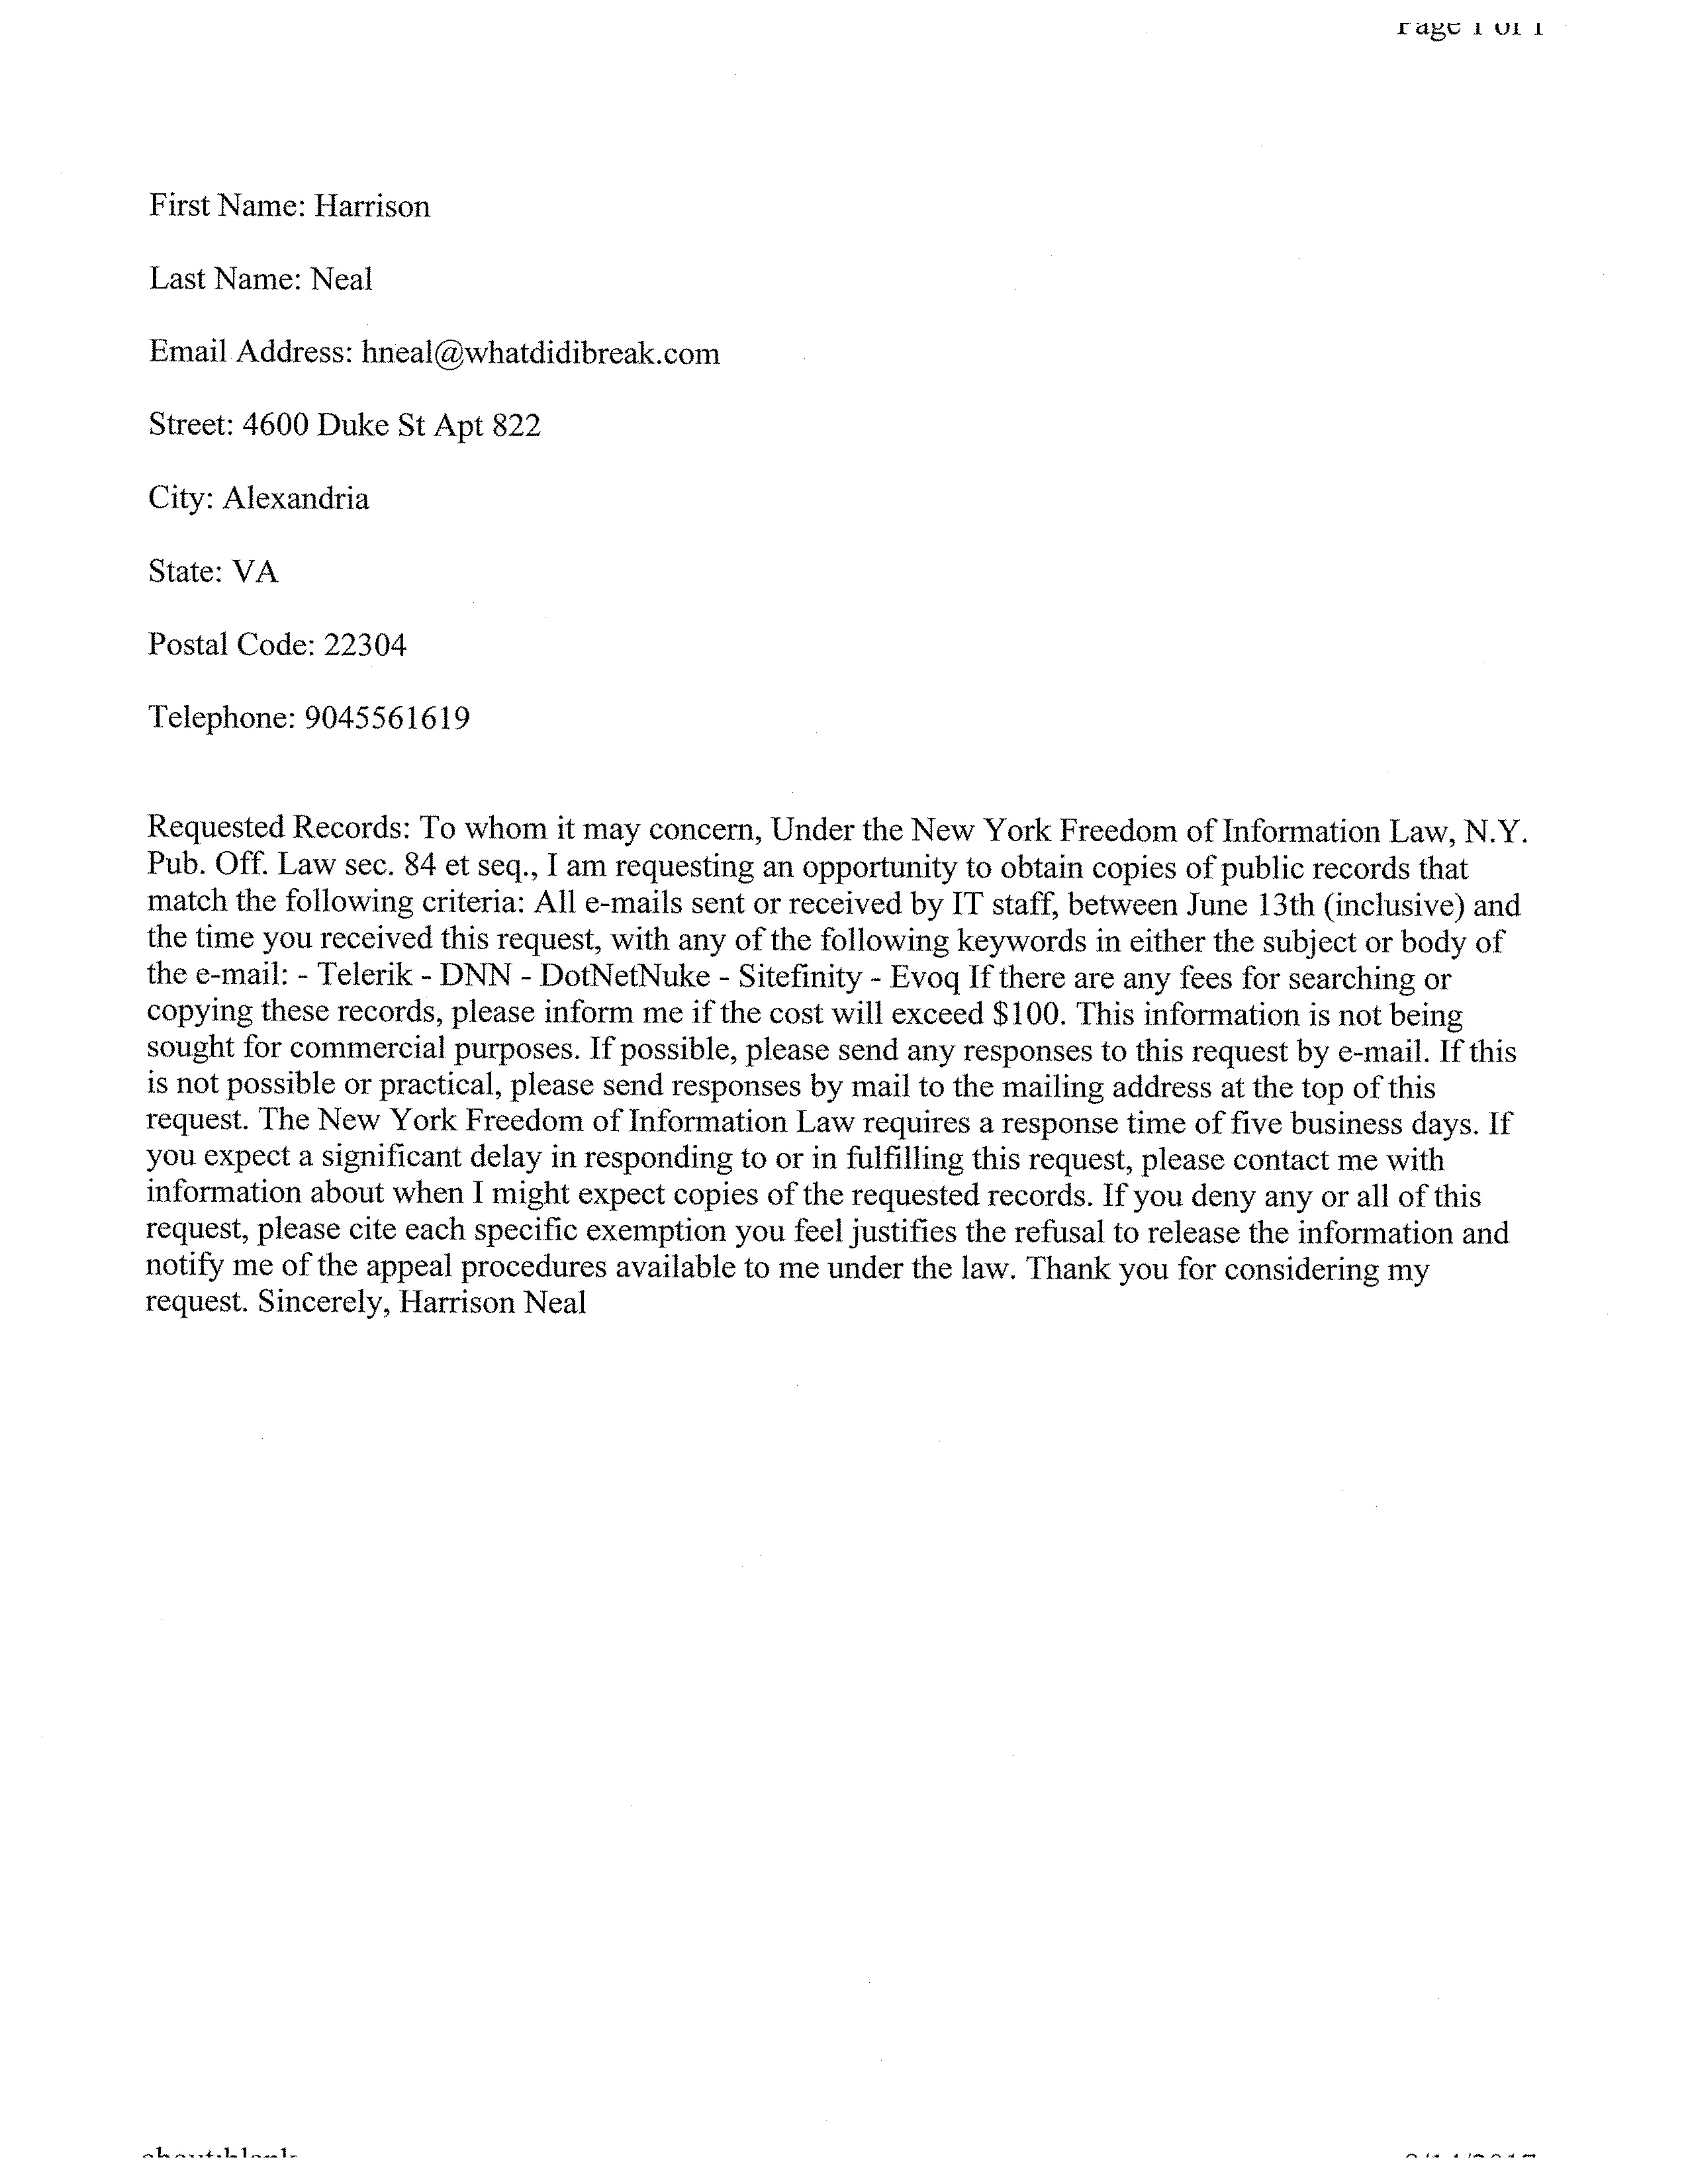 Page 1 of 1
First Name: Harrison
Last Name: Neal
Email Address: hneal@whatdidibreak.com
Street: 4600 Duke St Apt 822
City: Alexandria
State: VA
Postal Code: 22304
Telephone: 9045561619
Requested Records: To whom it may concern, Under the New York Freedom of Information Law, N.Y.
Pub. Off. Law sec. 84 et seq., I am requesting an opportunity to obtain copies of public records that
match the following criteria: All e-mails sent or received by IT staff, between June 13th (inclusive) and
the time you received this request, with any of the following keywords in either the subject or body of
the e-mail: - Telerik - DNN - DotNetNuke - Sitefinity - Evoq If there are any fees for searching or
copying these records, please inform me if the cost will exceed $100. This information is not being
sought for commercial purposes. If possible, please send any responses to this request by e-mail. If this
is not possible or practical, please send responses by mail to the mailing address at the top of this
request. The New York Freedom of Information Law requires a response time of five business days. If
you expect a significant delay in responding to or in fulfilling this request, please contact me with
information about when I might expect copies of the requested records. If you deny any or all of this
request, please cite each specific exemption you feel justifies the refusal to release the information and
notify me of the appeal procedures available to me under the law. Thank you for considering my
request. Sincerely, Harrison Neal
about:blank